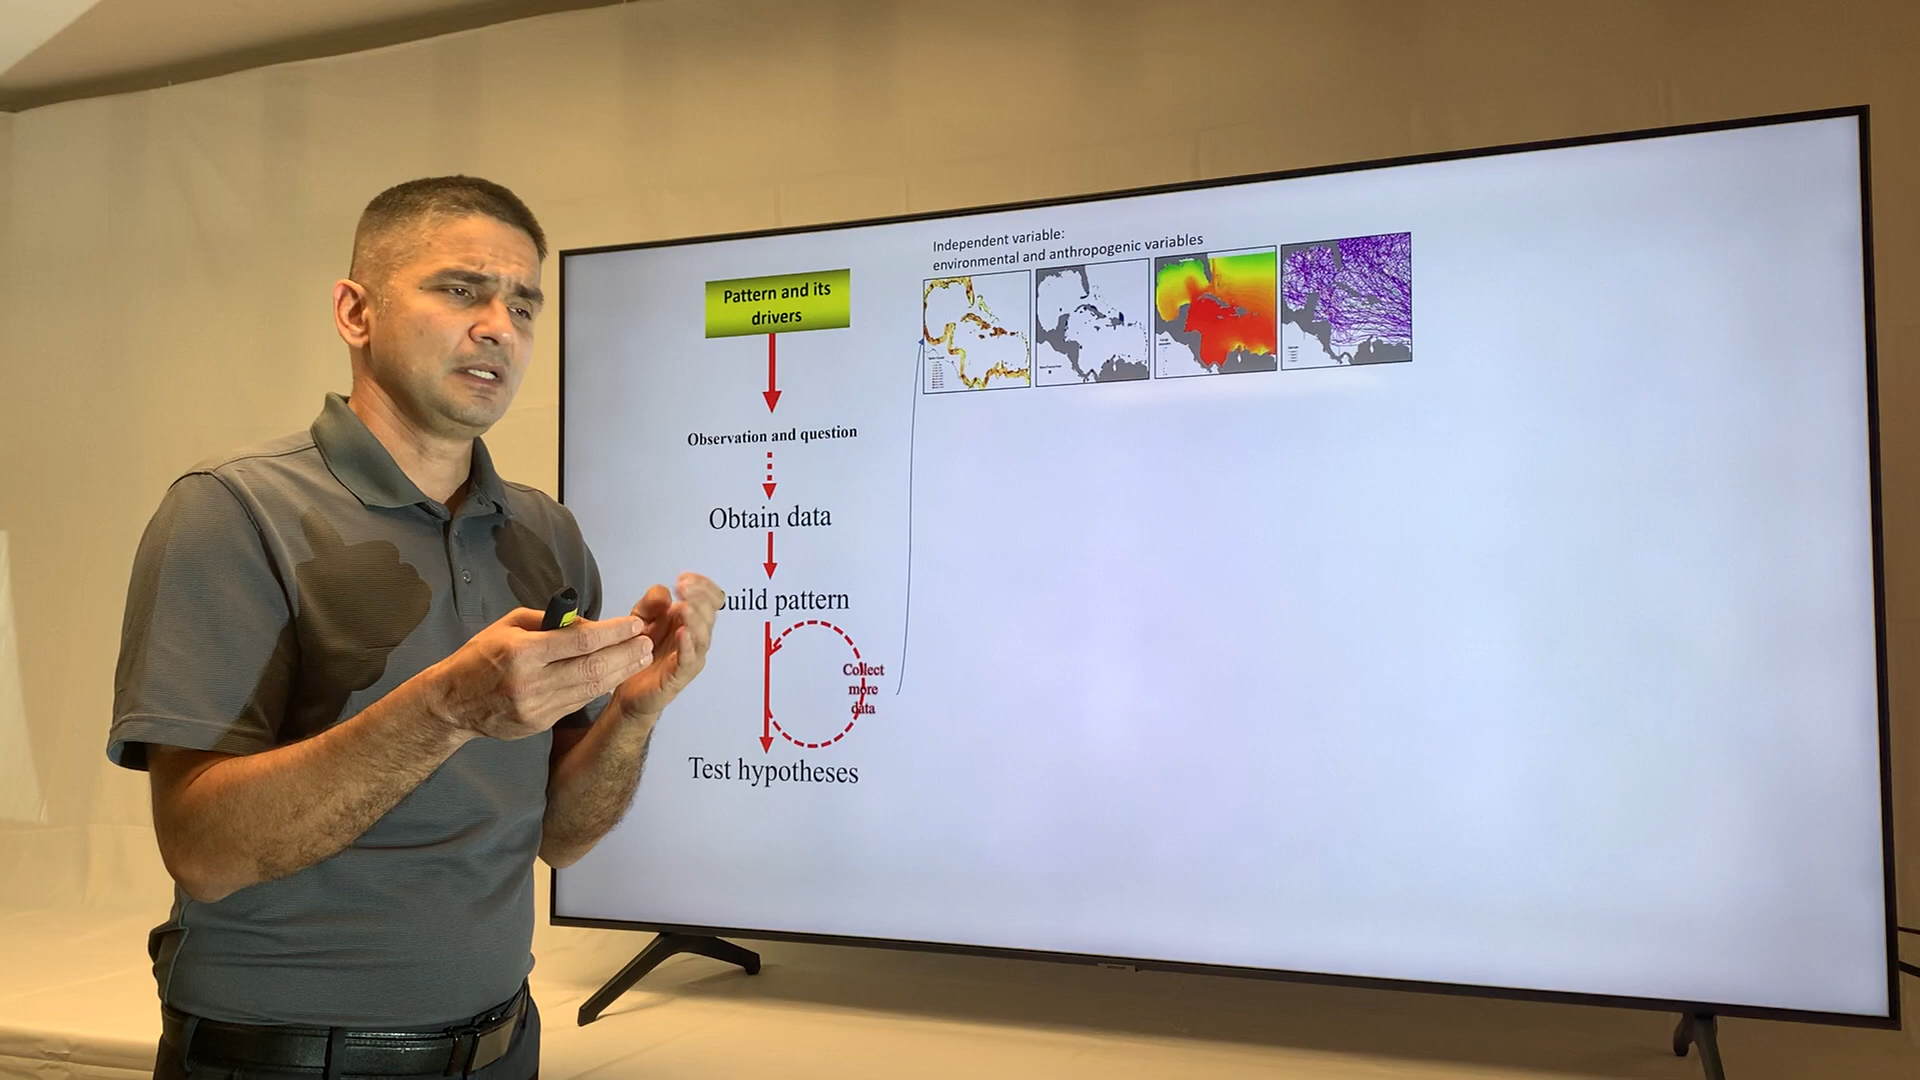 Pattern and its
drivers
Observation and question
Obtain data
uild pattern
Collect
more
data
Test hypotheses
Independent variable:
environmental and anthropogenic variables